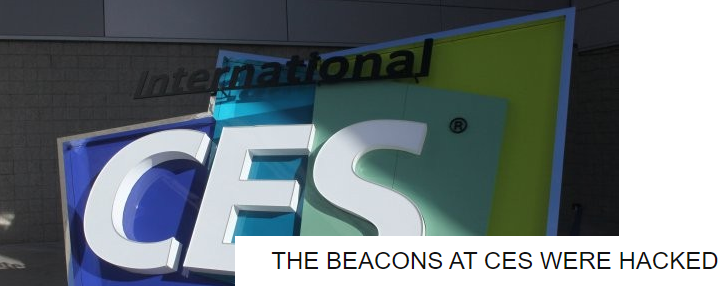 International
CES®
THE BEACONS AT CES WERE HACKED